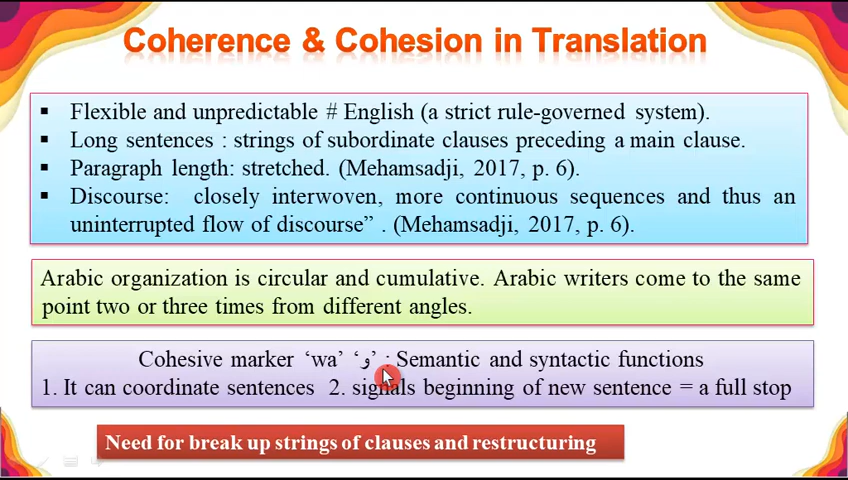 Coherence & Cohesion in Translation
▪ Flexible and unpredictable # English (a strict rule-governed system).
▪ Long sentences : strings of subordinate clauses preceding a main clause.
▪ Paragraph length: stretched. (Mehamsadji, 2017, p. 6).
▪ Discourse: closely interwoven, more continuous sequences and thus an
uninterrupted flow of discourse” . (Mehamsadji, 2017, p. 6).
Arabic organization is circular and cumulative. Arabic writers come to the same
point two or three times from different angles.
Cohesive marker ‘wa’ ‘و’ : Semantic and syntactic functions
1. It can coordinate sentences 2. signals beginning of new sentence = a full stop
Need for break up strings of clauses and restructuring